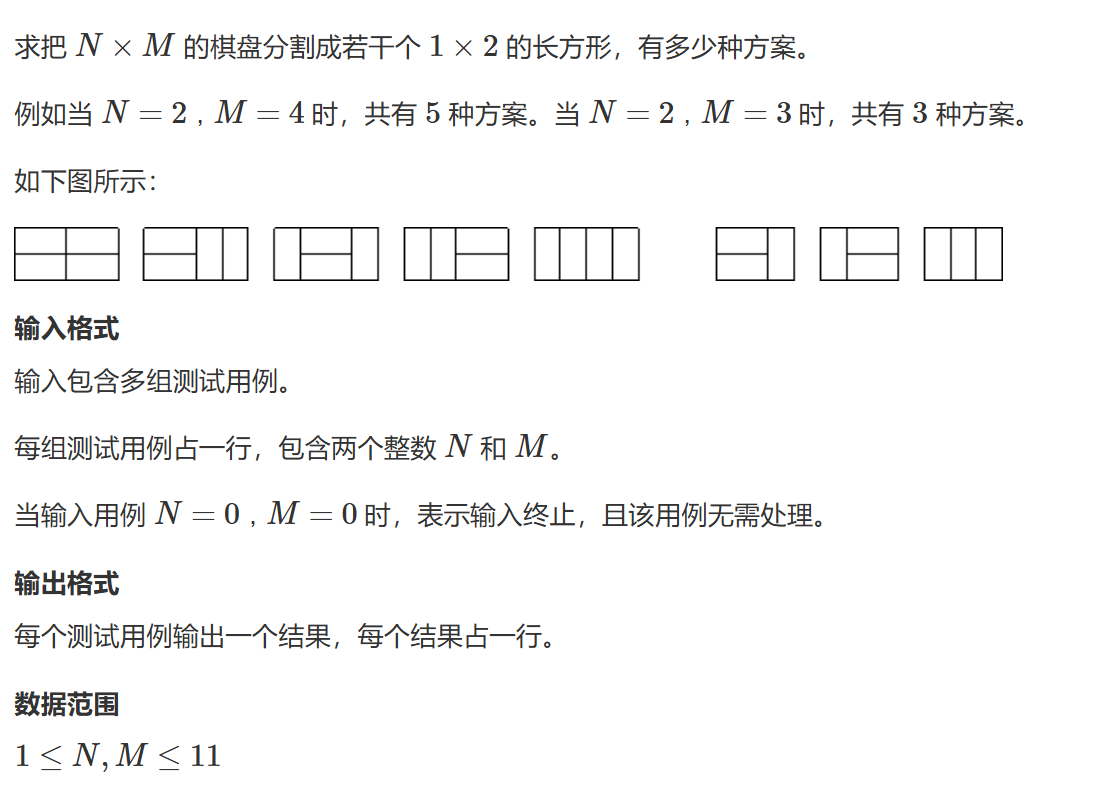 求把 N × M 的棋盘分割成若干个 1 × 2 的长方形，有多少种方案。
例如当 N = 2，M = 4 时，共有 5 种方案。当 N = 2，M = 3 时，共有 3 种方案。
如下图所示：
输入格式
输入包含多组测试用例。
每组测试用例占一行，包含两个整数 N 和 M。
当输入用例 N = 0，M = 0 时，表示输入终止，且该用例无需处理。
输出格式
每个测试用例输出一个结果，每个结果占一行。
数据范围
1 ≤ N, M ≤ 11